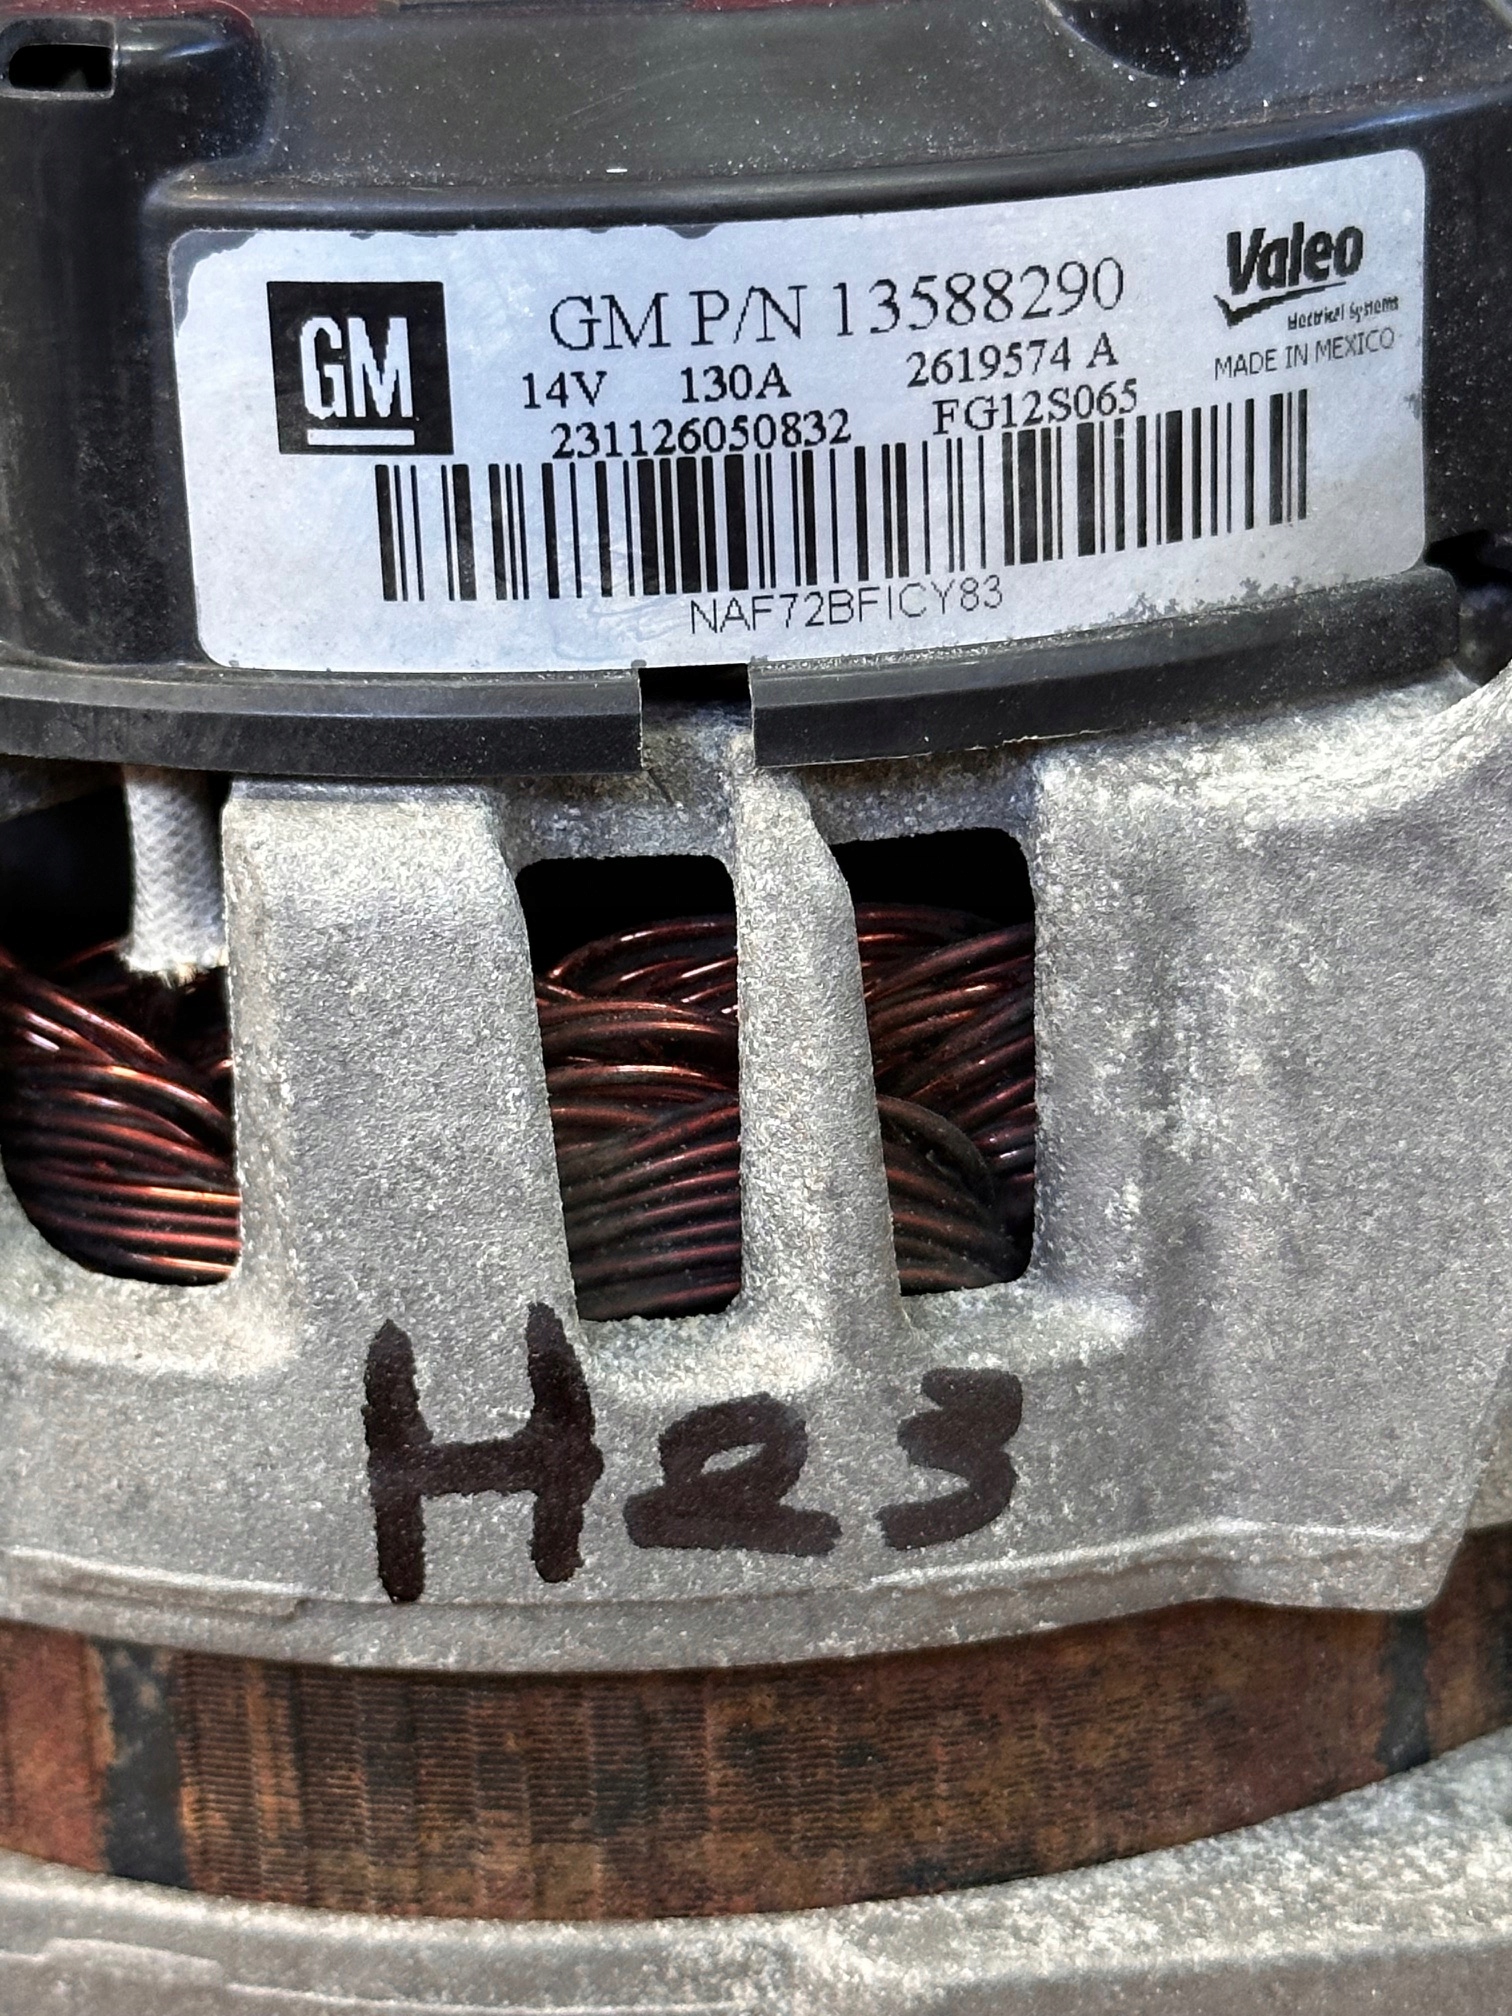 GM
GM P/N 13588290
Valeo
Electrical Systems
14V 130A 2619574 A
MADE IN MEXICO
231126050832 FG12S065
NAF72BFICY83
H23